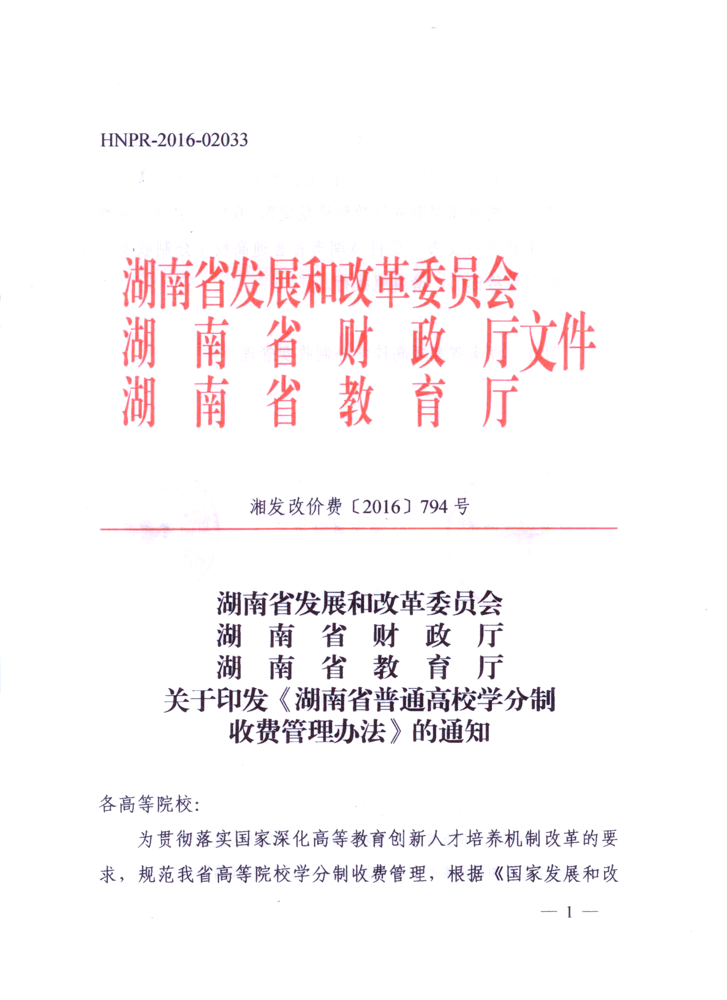 HNPR-2016-02033
湖南省发展和改革委员会
湖南省财政厅文件
湖南省教育厅
湘发改价费〔2016〕794号
湖南省发展和改革委员会
湖南省财政厅
湖南省教育厅
关于印发《湖南省普通高校学分制
收费管理办法》的通知
各高等院校:
为贯彻落实国家深化高等教育创新人才培养机制改革的要
求，规范我省高等院校学分制收费管理，根据《国家发展和改
— 1 —